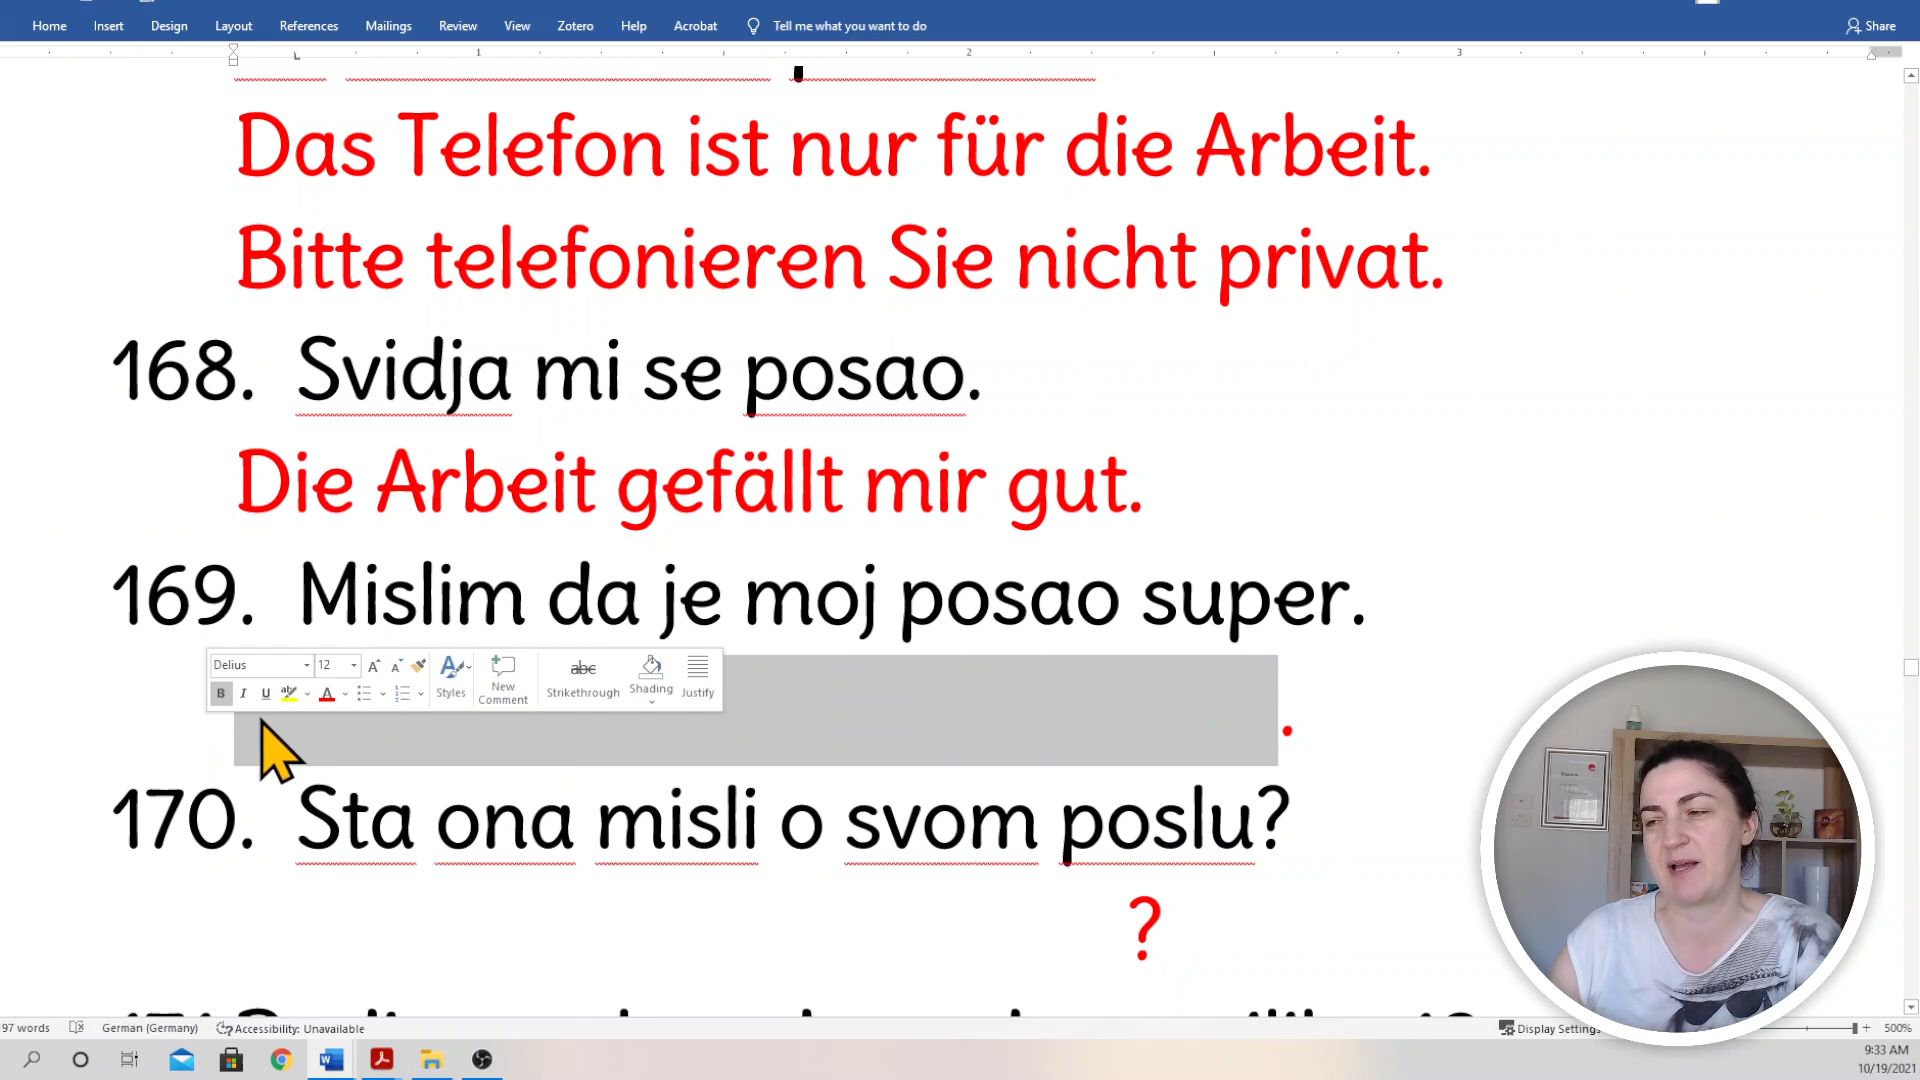 Home Insert Design Layout References Mailings Review View Zotero Help Acrobat Tell me what you want to do Share
1 2 3
Das Telefon ist nur für die Arbeit.
Bitte telefonieren Sie nicht privat.
168. Svidja mi se posao.
Die Arbeit gefällt mir gut.
169. Mislim da je moj posao super.
Delius 12 A A Styles New Comment abc Strikethrough Shading Justify
B I U ab A
.
170. Sta ona misli o svom poslu?
?
97 words German (Germany) Accessibility: Unavailable Display Settings 500%
9:33 AM
10/19/2021